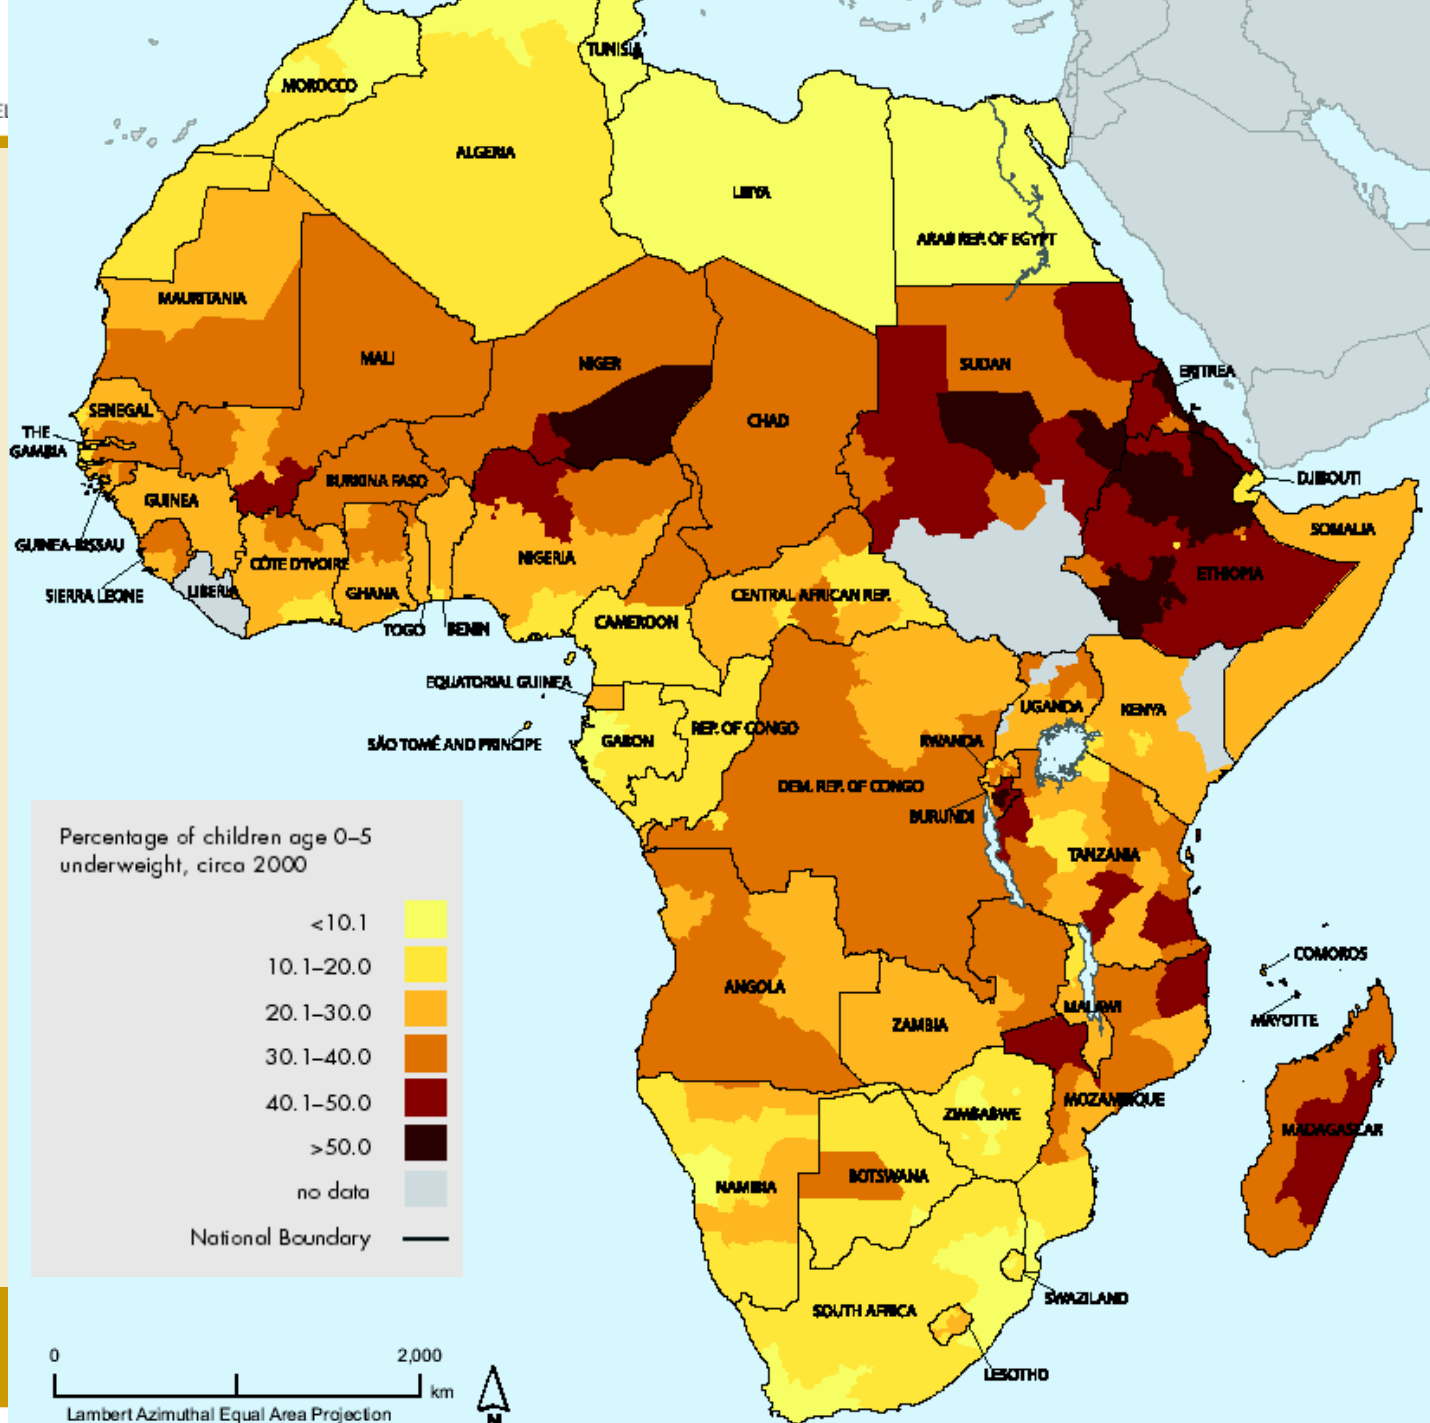 TUNISIA
MOROCCO
ALGERIA
LIBYA
ARAB REP. OF EGYPT
MAURITANIA
MALI
NIGER
CHAD
SUDAN
ERITREA
SENEGAL
THE
GAMBIA
BURKINA FASO
DJIBOUTI
GUINEA
GUINEA-BISSAU
CÔTE D'IVOIRE
NIGERIA
SOMALIA
ETHIOPIA
SIERRA LEONE
LIBERIA
GHANA
TOGO
BENIN
CENTRAL AFRICAN REP.
CAMEROON
EQUATORIAL GUINEA
UGANDA
KENYA
SÃO TOMÉ AND PRINCIPE
GABON
REP. OF CONGO
RWANDA
DEM. REP. OF CONGO
BURUNDI
TANZANIA
COMOROS
ANGOLA
MALAWI
MAYOTTE
ZAMBIA
MOZAMBIQUE
ZIMBABWE
MADAGASCAR
NAMIBIA
BOTSWANA
SWAZILAND
SOUTH AFRICA
LESOTHO
Percentage of children age 0–5
underweight, circa 2000
<10.1
10.1–20.0
20.1–30.0
30.1–40.0
40.1–50.0
>50.0
no data
National Boundary
0 2,000
km
N
Lambert Azimuthal Equal Area Projection